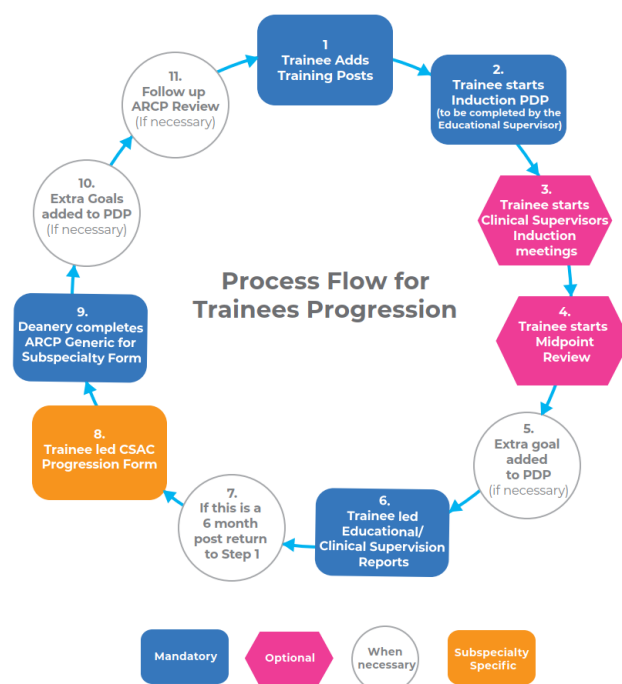 1
Trainee Adds
Training Posts
2.
Trainee starts
Induction PDP
(to be completed by the
Educational Supervisor)
3.
Trainee starts
Clinical Supervisors
Induction
meetings
4.
Trainee starts
Midpoint
Review
5.
Extra goal
added
to PDP
(if necessary)
6.
Trainee led
Educational/
Clinical Supervision
Reports
7.
If this is a
6 month
post return
to Step 1
8.
Trainee led CSAC
Progression Form
9.
Deanery completes
ARCP Generic for
Subspecialty Form
10.
Extra Goals
added to PDP
(If necessary)
11.
Follow up
ARCP Review
(If necessary)
Process Flow for
Trainees Progression
Mandatory
Optional
When
necessary
Subspecialty
Specific